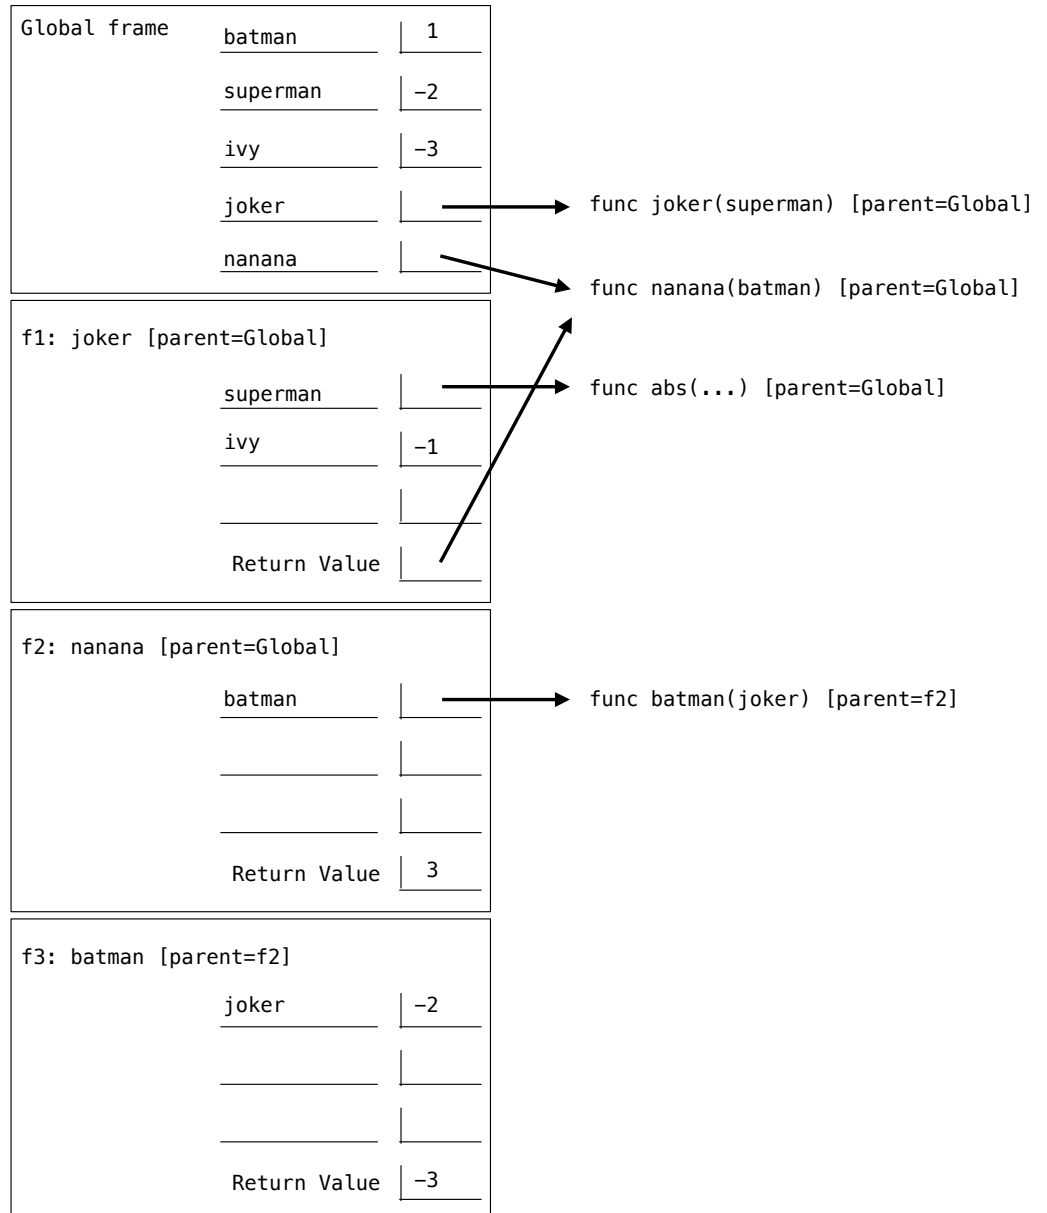 Global frame
batman 1
superman −2
ivy −3
joker func joker(superman) [parent=Global]
nanana func nanana(batman) [parent=Global]
f1: joker [parent=Global]
superman func abs(...) [parent=Global]
ivy −1
Return Value
f2: nanana [parent=Global]
batman func batman(joker) [parent=f2]
Return Value 3
f3: batman [parent=f2]
joker −2
Return Value −3